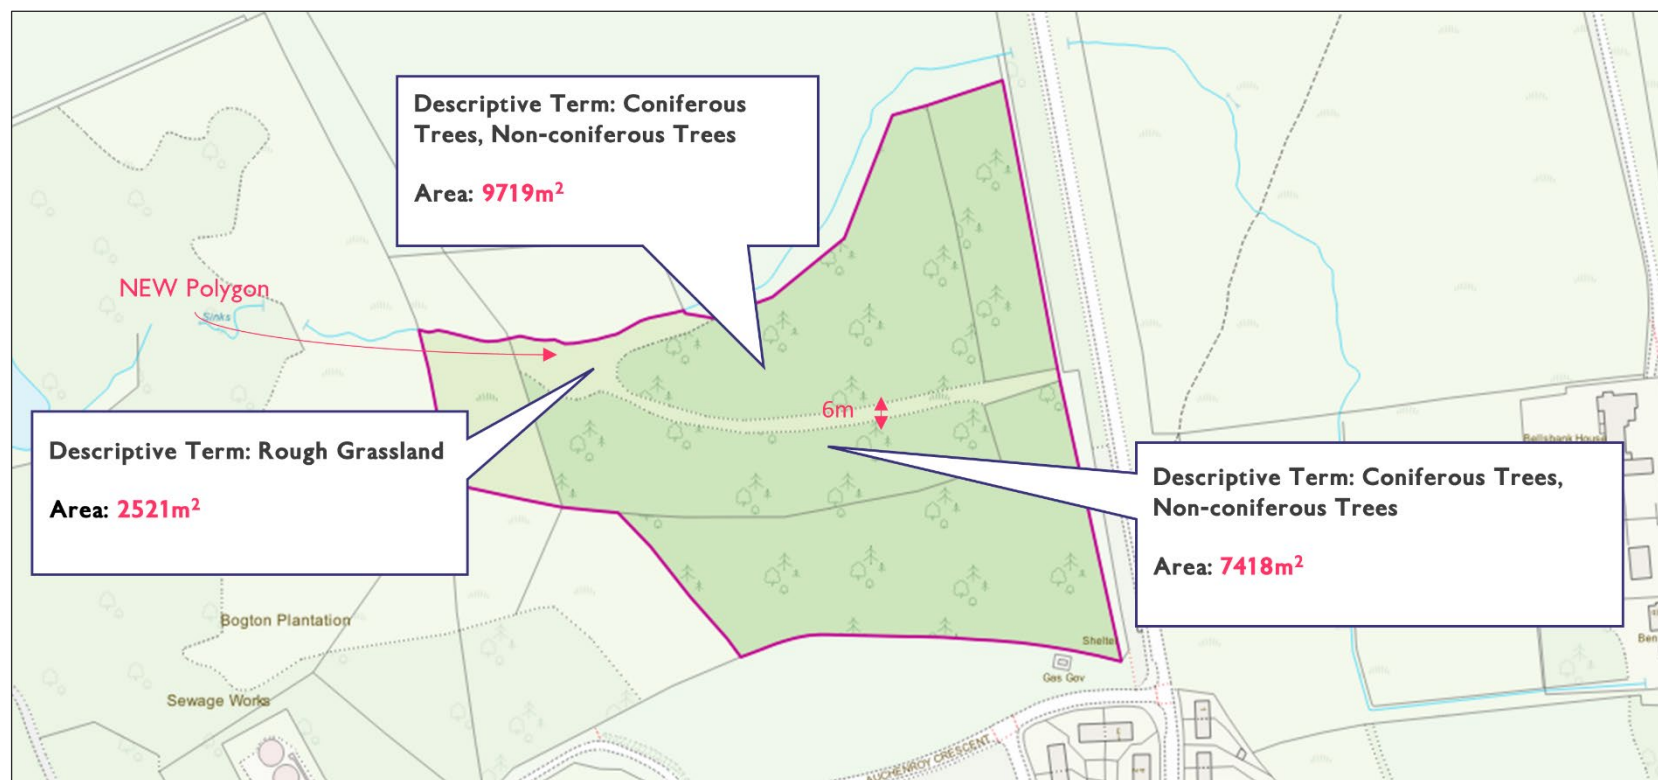 Descriptive Term: Coniferous
Trees, Non-coniferous Trees
Area: 9719m²
NEW Polygon
Sinks
6m
Descriptive Term: Rough Grassland
Area: 2521m²
Bellsbank House
Descriptive Term: Coniferous Trees,
Non-coniferous Trees
Area: 7418m²
Bogton Plantation
Ben
Shelter
Gas Gov
Sewage Works
AUCHENROY CRESCENT